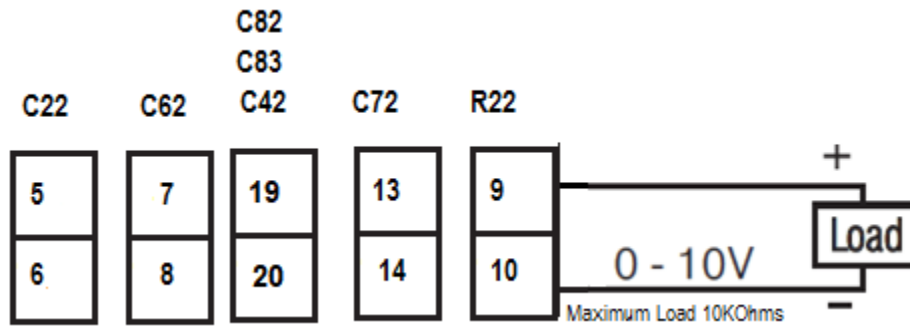 C82
C83
C22 C62 C42 C72 R22
5 7 19 13 9 +
Load
6 8 20 14 10 0 - 10V
Maximum Load 10KOhms −